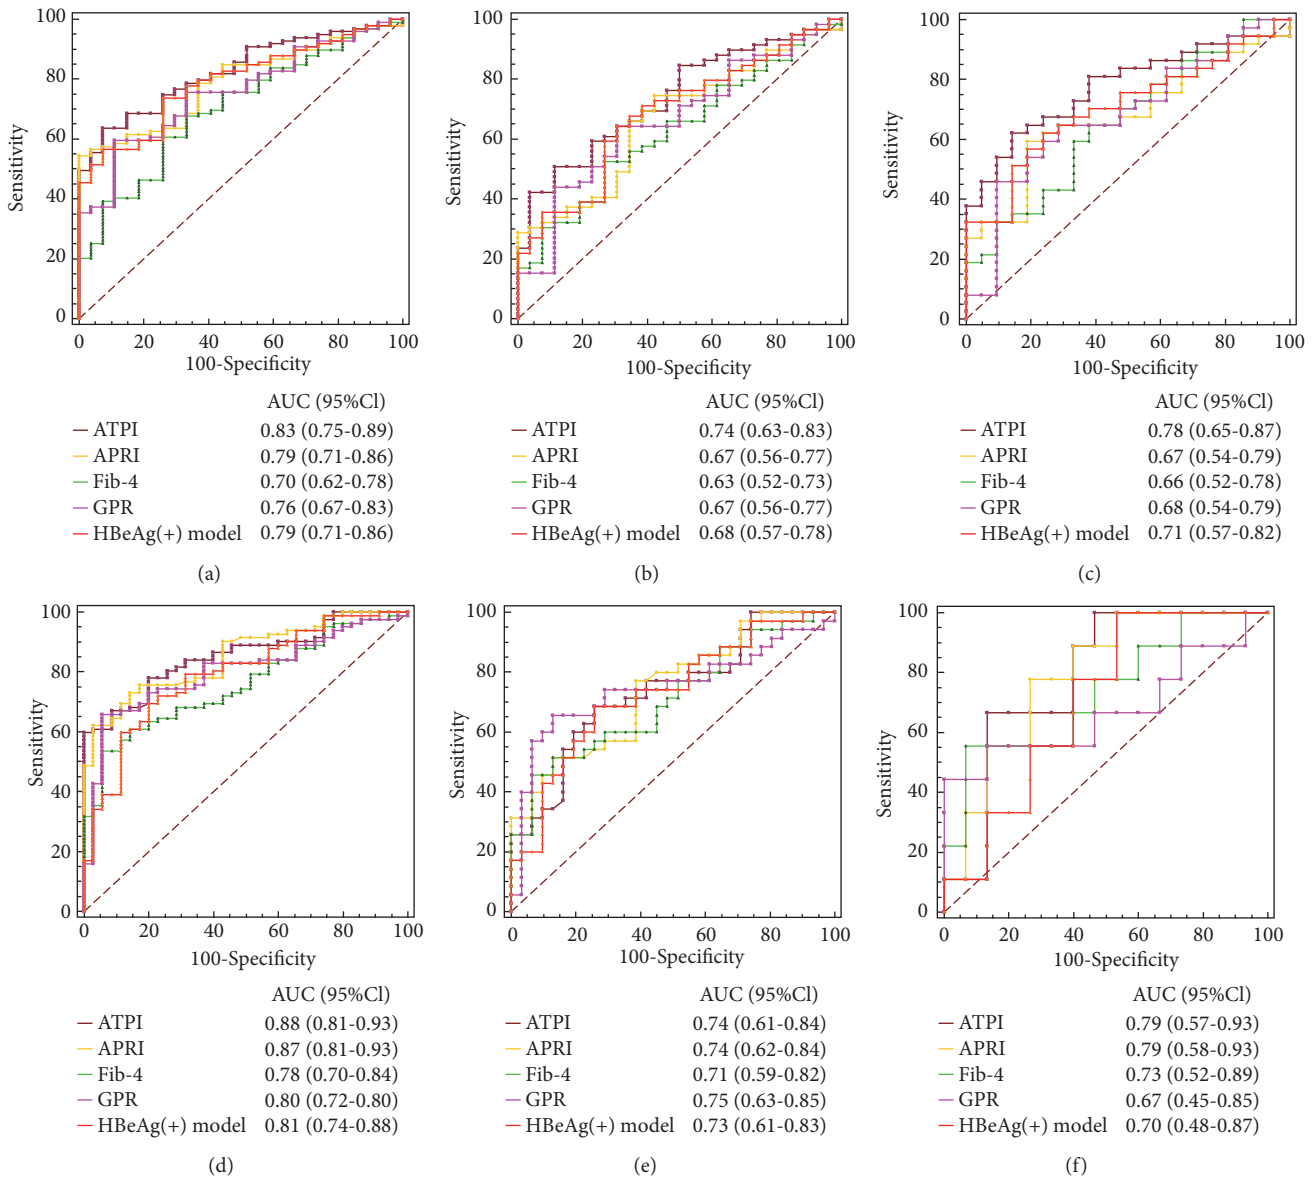 100
80
60
40
20
0
Sensitivity
0 20 40 60 80 100
100-Specificity
AUC (95%Cl)
ATPI 0.83 (0.75-0.89)
APRI 0.79 (0.71-0.86)
Fib-4 0.70 (0.62-0.78)
GPR 0.76 (0.67-0.83)
HBeAg(+) model 0.79 (0.71-0.86)
(a)
100
80
60
40
20
0
Sensitivity
0 20 40 60 80 100
100-Specificity
AUC (95%Cl)
ATPI 0.74 (0.63-0.83)
APRI 0.67 (0.56-0.77)
Fib-4 0.63 (0.52-0.73)
GPR 0.67 (0.56-0.77)
HBeAg(+) model 0.68 (0.57-0.78)
(b)
100
80
60
40
20
0
Sensitivity
0 20 40 60 80 100
100-Specificity
AUC (95%Cl)
ATPI 0.78 (0.65-0.87)
APRI 0.67 (0.54-0.79)
Fib-4 0.66 (0.52-0.78)
GPR 0.68 (0.54-0.79)
HBeAg(+) model 0.71 (0.57-0.82)
(c)
100
80
60
40
20
0
Sensitivity
0 20 40 60 80 100
100-Specificity
AUC (95%Cl)
ATPI 0.88 (0.81-0.93)
APRI 0.87 (0.81-0.93)
Fib-4 0.78 (0.70-0.84)
GPR 0.80 (0.72-0.80)
HBeAg(+) model 0.81 (0.74-0.88)
(d)
100
80
60
40
20
0
Sensitivity
0 20 40 60 80 100
100-Specificity
AUC (95%Cl)
ATPI 0.74 (0.61-0.84)
APRI 0.74 (0.62-0.84)
Fib-4 0.71 (0.59-0.82)
GPR 0.75 (0.63-0.85)
HBeAg(+) model 0.73 (0.61-0.83)
(e)
100
80
60
40
20
0
Sensitivity
0 20 40 60 80 100
100-Specificity
AUC (95%Cl)
ATPI 0.79 (0.57-0.93)
APRI 0.79 (0.58-0.93)
Fib-4 0.73 (0.52-0.89)
GPR 0.67 (0.45-0.85)
HBeAg(+) model 0.70 (0.48-0.87)
(f)